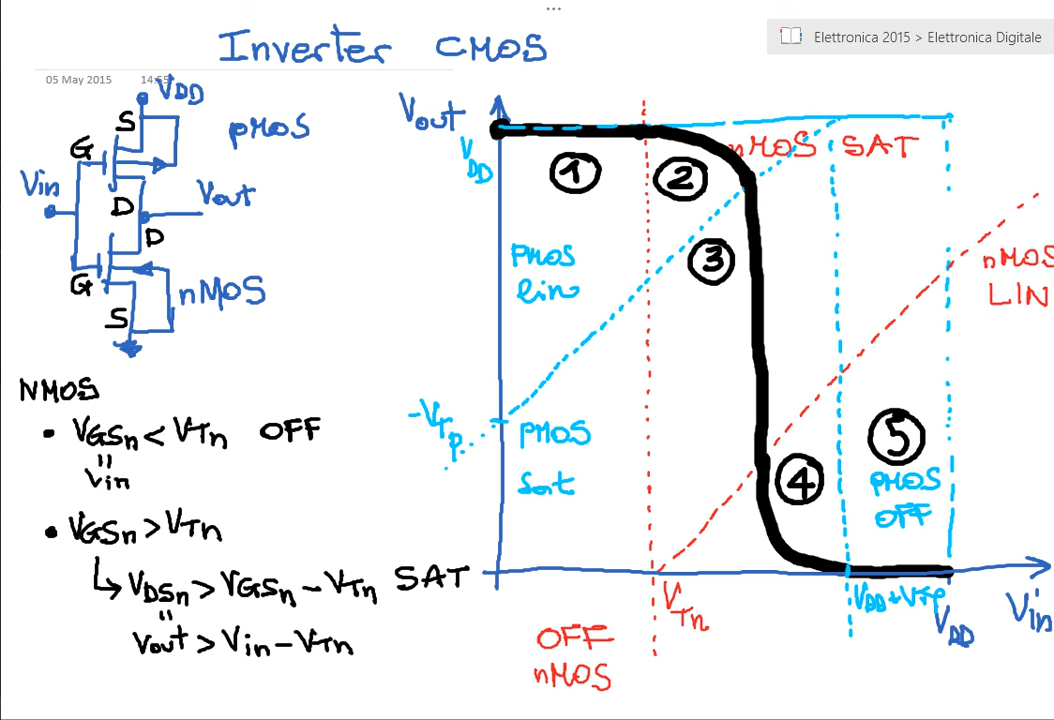 Inverter CMOS
Elettronica 2015 > Elettronica Digitale
05 May 2015
VDD
S
pMOS
G
Vin
D
Vout
D
G
nMOS
S
NMOS
• VGSn < VTn OFF
=
Vin
• VGSn > VTn
↳ VDSn > VGSn - VTn SAT
=
Vout > Vin - VTn
Vout
VDD
nMOS SAT
①
②
③
PMOS
lin
nMOS
LIN
-VTp
PMOS
Sat
④
⑤
PMOS
OFF
VTn
VDD+VTp
VDD
Vin
OFF
nMOS